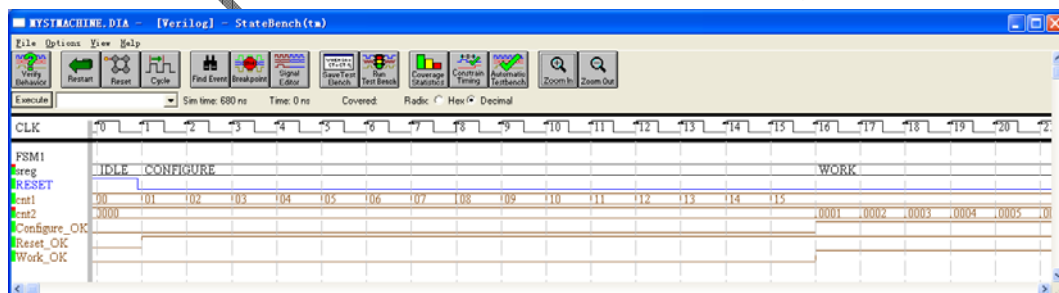 MYSTMACHINE.DIA - [Verilog] - StateBench(tm)
File Options View Help
Verify Behavior Restart Reset Cycle Find Event Breakpoint Signal Editor Save Test Bench Run Test Bench Coverage Statistics Constrain Timing Automatic Testbench Zoom In Zoom Out
Execute Sim time: 680 ns Time: 0 ns Covered: Radix: Hex Decimal
CLK 0 1 2 3 4 5 6 7 8 9 10 11 12 13 14 15 16 17 18 19 20
FSM1
sreg IDLE CONFIGURE WORK
RESET
cnt1 00 01 02 03 04 05 06 07 08 09 10 11 12 13 14 15
cnt2 0000 0001 0002 0003 0004 0005
Configure_OK
Reset_OK
Work_OK